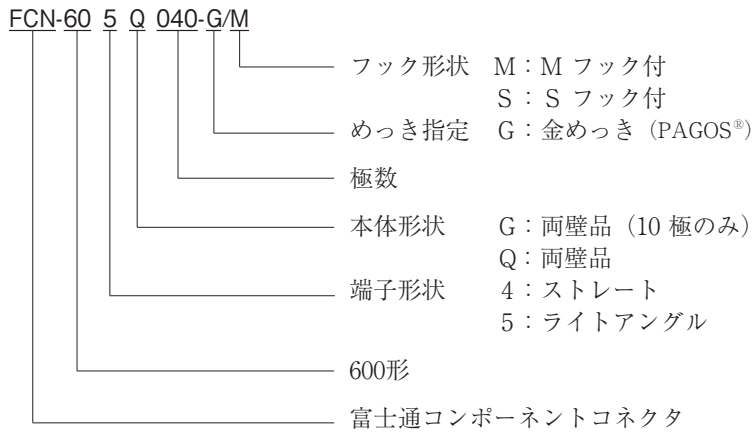 FCN-60 5 Q 040-G/M
フック形状 M：M フック付
S：S フック付
めっき指定 G：金めっき（PAGOS®）
極数
本体形状 G：両壁品（10 極のみ）
Q：両壁品
端子形状 4：ストレート
5：ライトアングル
600形
富士通コンポーネントコネクタ